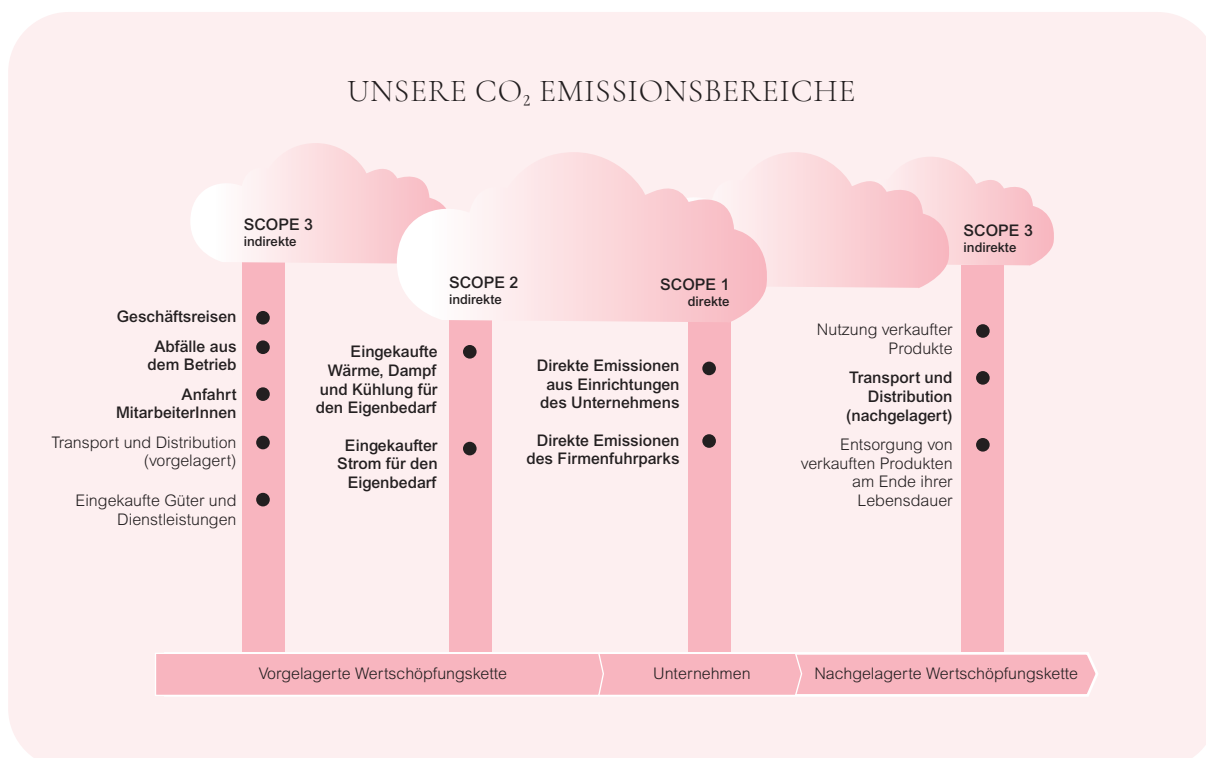 UNSERE CO₂ EMISSIONSBEREICHE
SCOPE 3
indirekte
Geschäftsreisen
Abfälle aus
dem Betrieb
Anfahrt
MitarbeiterInnen
Transport und Distribution
(vorgelagert)
Eingekaufte Güter und
Dienstleistungen
SCOPE 2
indirekte
Eingekaufte
Wärme, Dampf
und Kühlung für
den Eigenbedarf
Eingekaufter
Strom für den
Eigenbedarf
SCOPE 1
direkte
Direkte Emissionen
aus Einrichtungen
des Unternehmens
Direkte Emissionen
des Firmenfuhrparks
SCOPE 3
indirekte
Nutzung verkaufter
Produkte
Transport und
Distribution
(nachgelagert)
Entsorgung von
verkauften Produkten
am Ende ihrer
Lebensdauer
Vorgelagerte Wertschöpfungskette
Unternehmen
Nachgelagerte Wertschöpfungskette